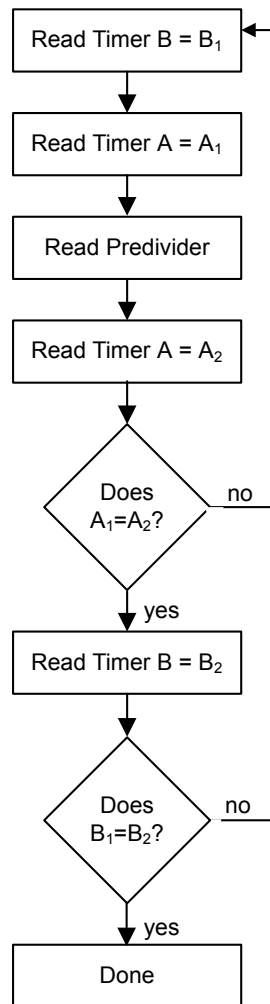 Read Timer B = B₁
Read Timer A = A₁
Read Predivider
Read Timer A = A₂
Does
A₁=A₂?
no
yes
Read Timer B = B₂
Does
B₁=B₂?
no
yes
Done